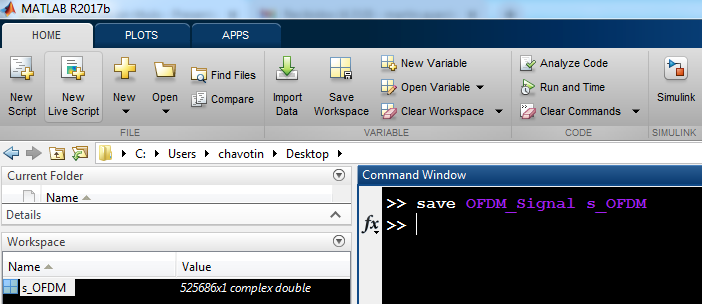 MATLAB R2017b
HOME PLOTS APPS
New Script
New Live Script
New
Open
Find Files
Compare
Import Data
Save Workspace
New Variable
Open Variable
Clear Workspace
Analyze Code
Run and Time
Clear Commands
Simulink
FILE VARIABLE CODE SIMULINK
C: Users chavotin Desktop
Current Folder
Name
Details
Workspace
Name Value
s_OFDM 525686x1 complex double
Command Window
>> save OFDM_Signal s_OFDM
fx >>